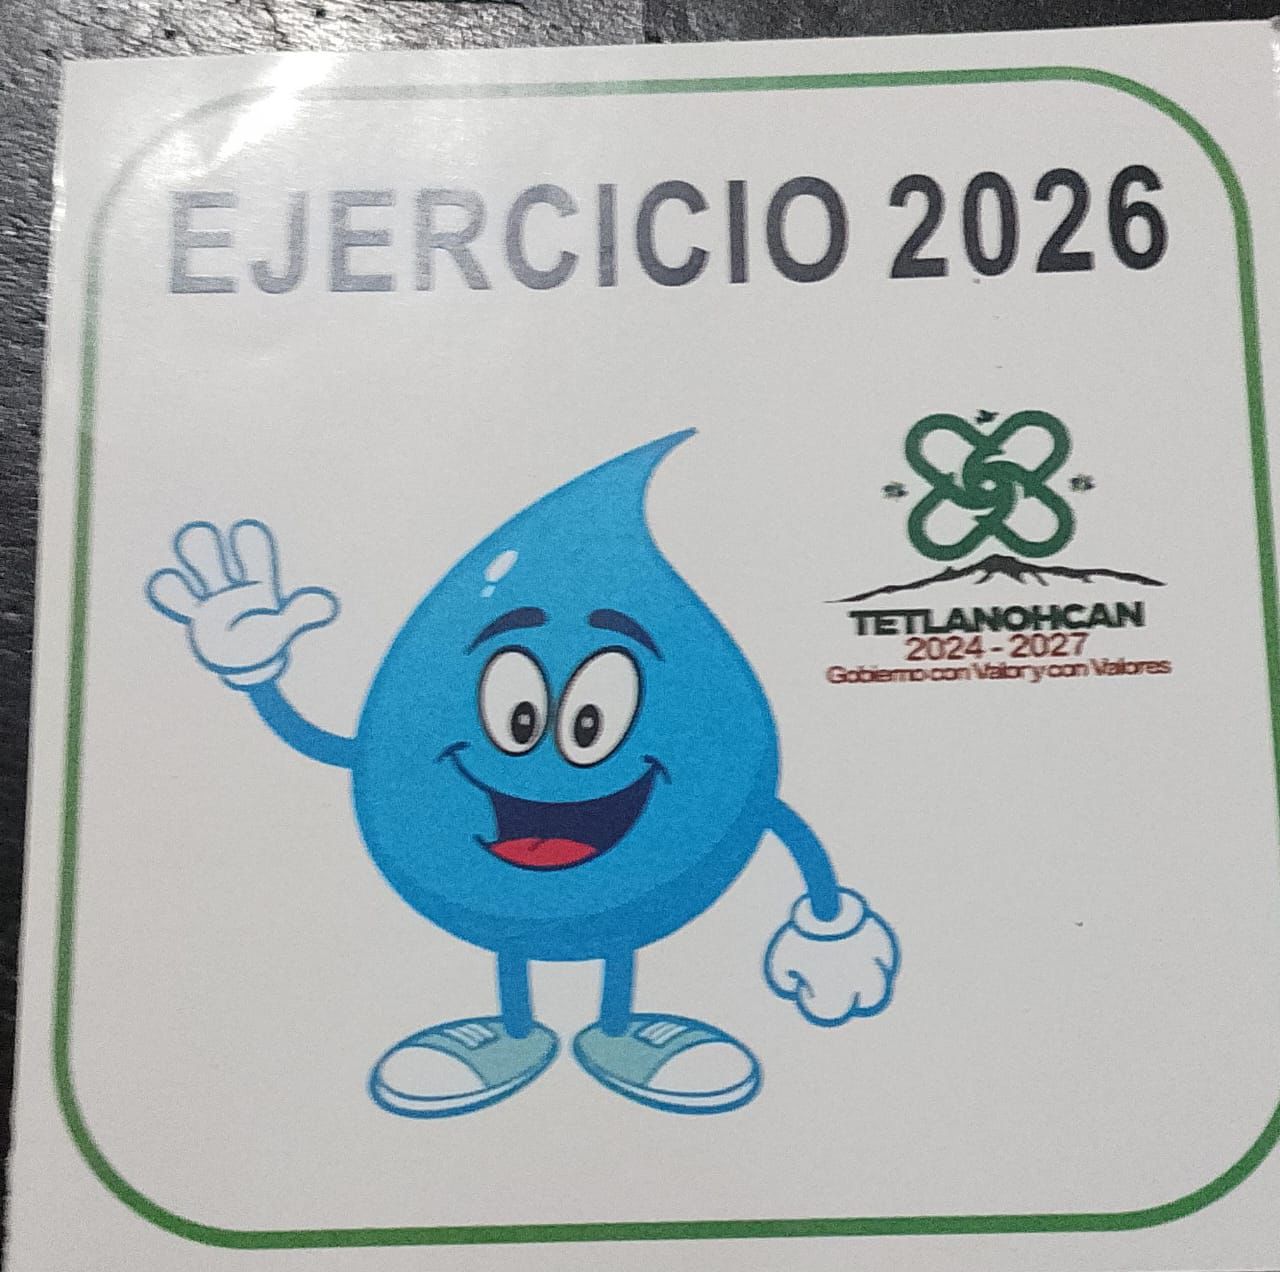 EJERCICIO 2026
TETLANOHCAN
2024 - 2027
Gobierno con Valor y con Valores